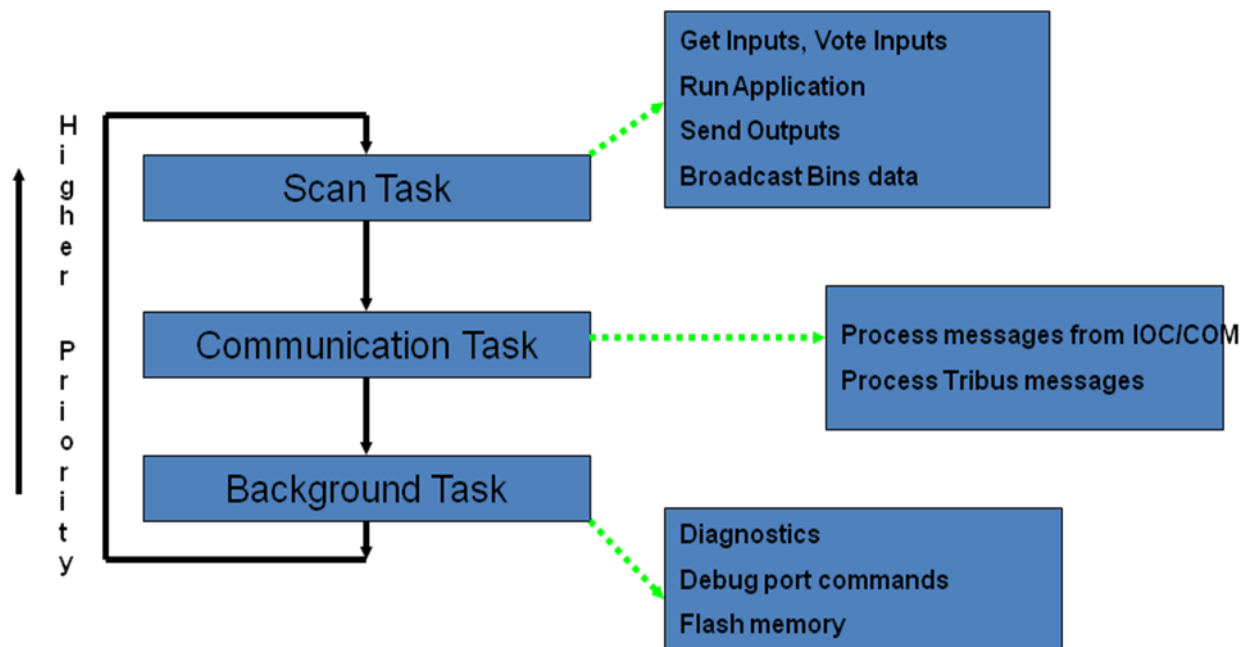 Higher Priority
Scan Task
Get Inputs, Vote Inputs
Run Application
Send Outputs
Broadcast Bins data
Communication Task
Process messages from IOC/COM
Process Tribus messages
Background Task
Diagnostics
Debug port commands
Flash memory